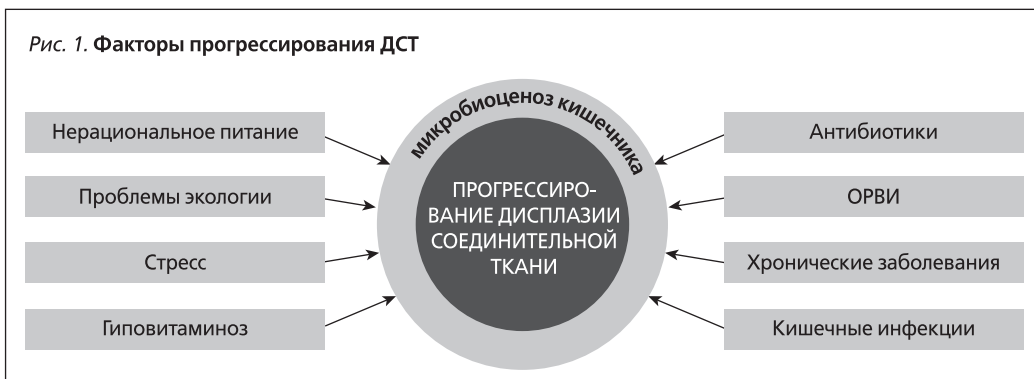 Рис. 1. Факторы прогрессирования ДСТ
микробиоценоз кишечника
Нерациональное питание
Проблемы экологии
Стресс
Гиповитаминоз
ПРОГРЕССИРО-
ВАНИЕ ДИСПЛАЗИИ
СОЕДИНИТЕЛЬНОЙ
ТКАНИ
Антибиотики
ОРВИ
Хронические заболевания
Кишечные инфекции